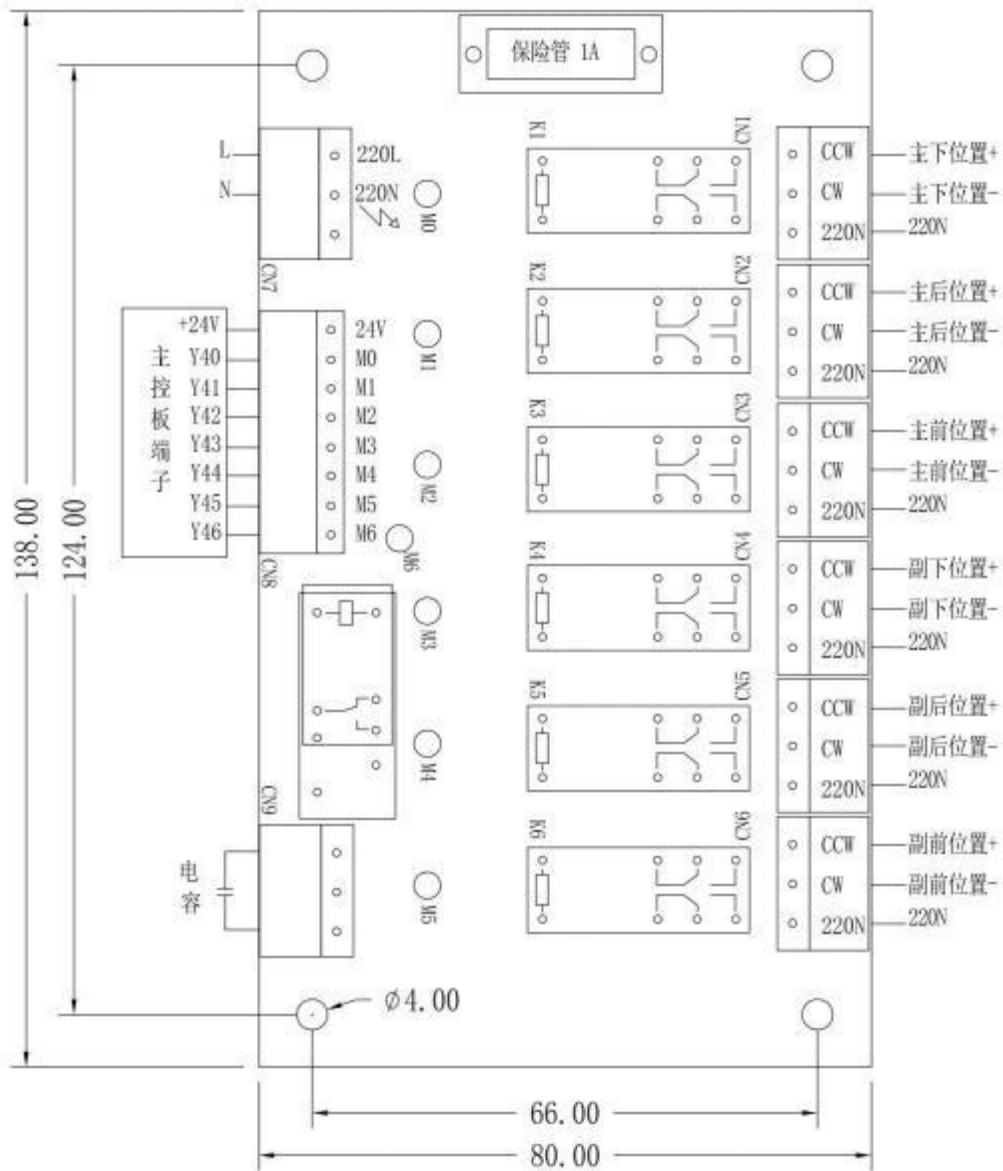 保险管 1A
L
220L
N
220N
M0
CN7
K1
CN1
CCW
主下位置+
CW
主下位置-
220N
220N
主控板端子
+24V
Y40
Y41
Y42
Y43
Y44
Y45
Y46
24V
M0
M1
M2
M3
M4
M5
M6
M1
M2
M6
CN8
M3
M4
K2
CN2
CCW
主后位置+
CW
主后位置-
220N
220N
K3
CN3
CCW
主前位置+
CW
主前位置-
220N
220N
K4
CN4
CCW
副下位置+
CW
副下位置-
220N
220N
K5
CN5
CCW
副后位置+
CW
副后位置-
220N
220N
CN9
电容
M5
K6
CN6
CCW
副前位置+
CW
副前位置-
220N
220N
138.00
124.00
φ4.00
66.00
80.00